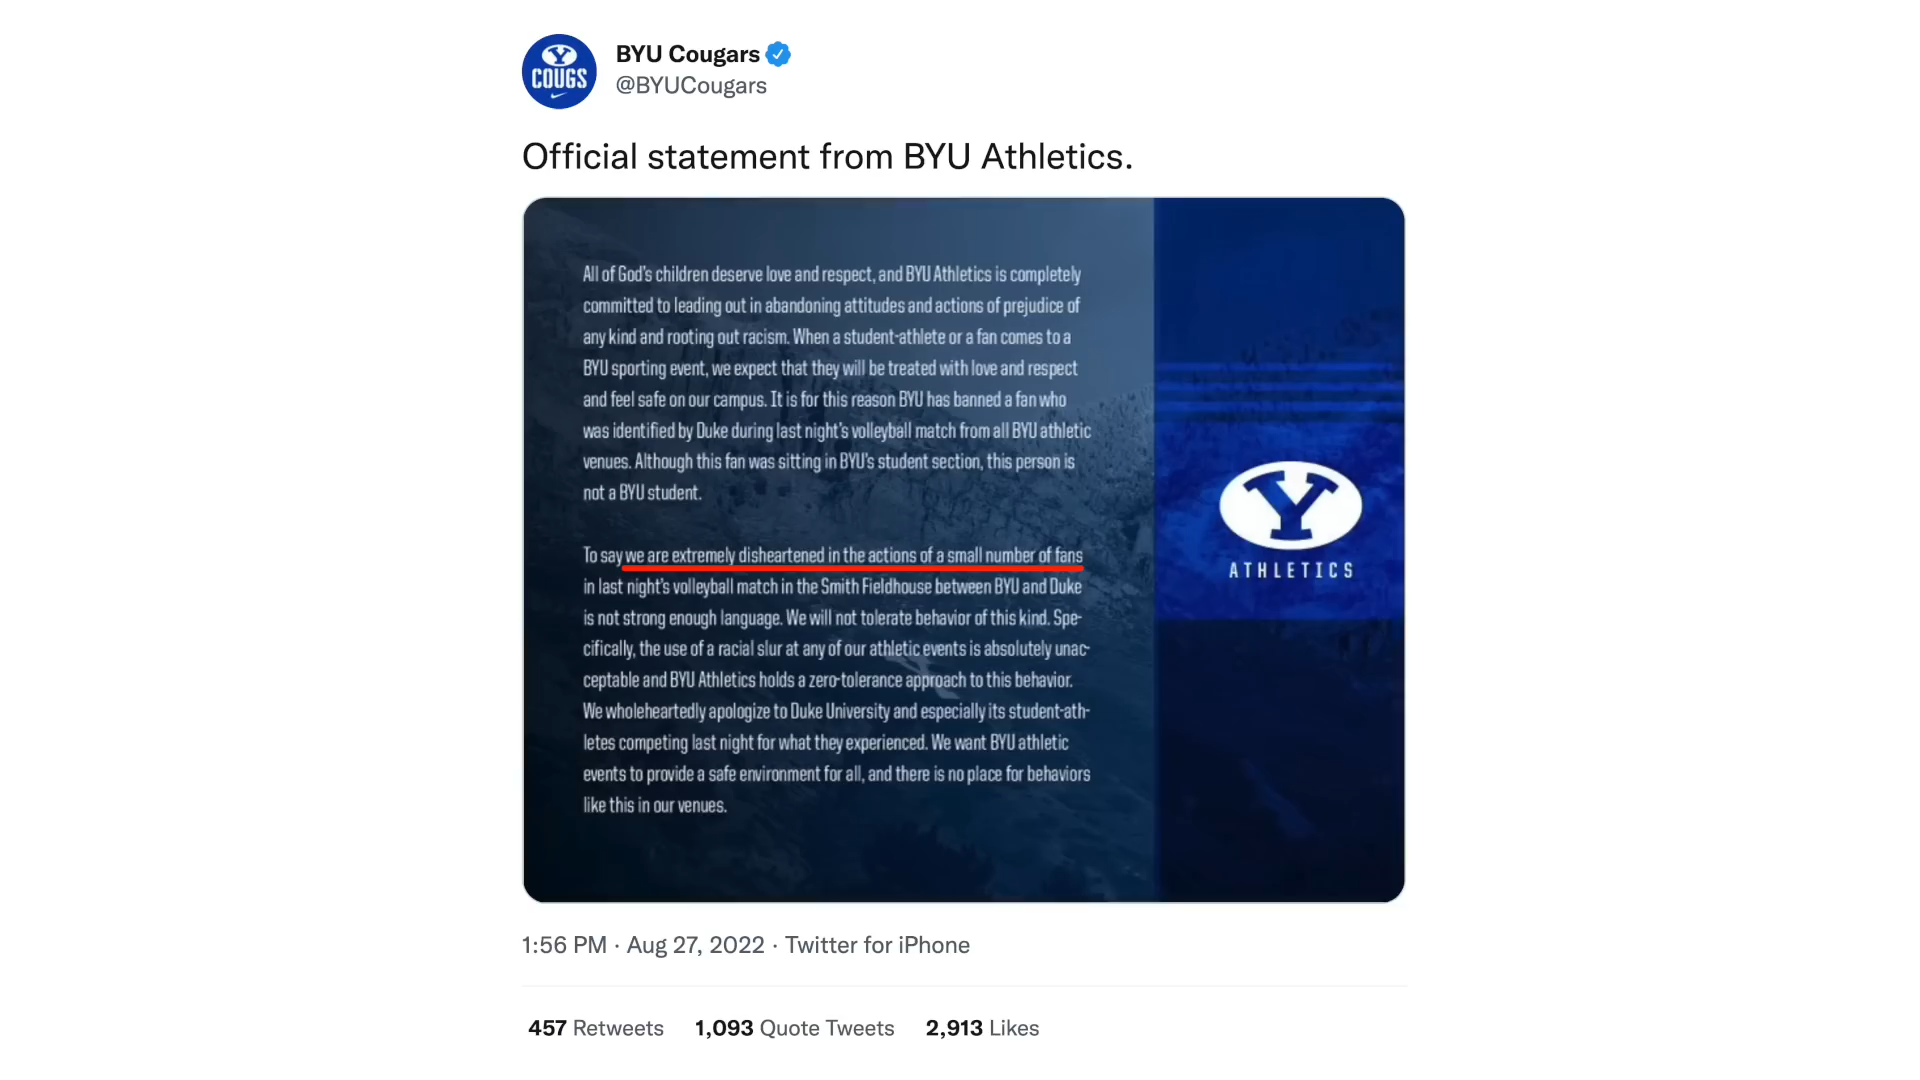 BYU Cougars
@BYUCougars
Y
COUGS
Official statement from BYU Athletics.
All of God's children deserve love and respect, and BYU Athletics is completely
committed to leading out in abandoning attitudes and actions of prejudice of
any kind and rooting out racism. When a student-athlete or a fan comes to a
BYU sporting event, we expect that they will be treated with love and respect
and feel safe on our campus. It is for this reason BYU has banned a fan who
was identified by Duke during last night's volleyball match from all BYU athletic
venues. Although this fan was sitting in BYU's student section, this person is
not a BYU student.
To say we are extremely disheartened in the actions of a small number of fans
in last night's volleyball match in the Smith Fieldhouse between BYU and Duke
is not strong enough language. We will not tolerate behavior of this kind. Spe-
cifically, the use of a racial slur at any of our athletic events is absolutely unac-
ceptable and BYU Athletics holds a zero-tolerance approach to this behavior.
We wholeheartedly apologize to Duke University and especially its student-ath-
letes competing last night for what they experienced. We want BYU athletic
events to provide a safe environment for all, and there is no place for behaviors
like this in our venues.
Y
ATHLETICS
1:56 PM · Aug 27, 2022 · Twitter for iPhone
457 Retweets 1,093 Quote Tweets 2,913 Likes